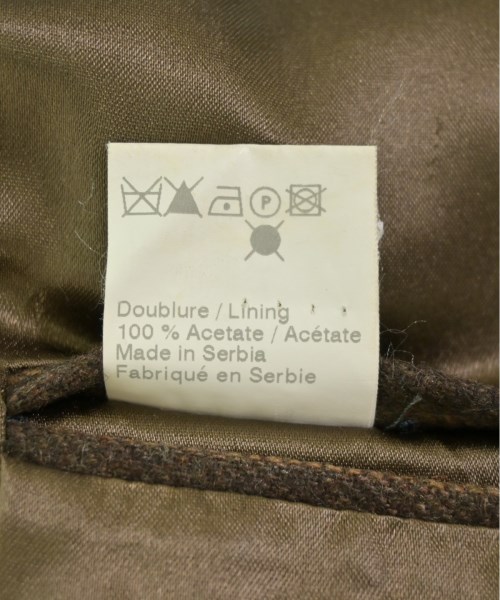 P
Doublure / Lining
100 % Acetate / Acétate
Made in Serbia
Fabriqué en Serbie